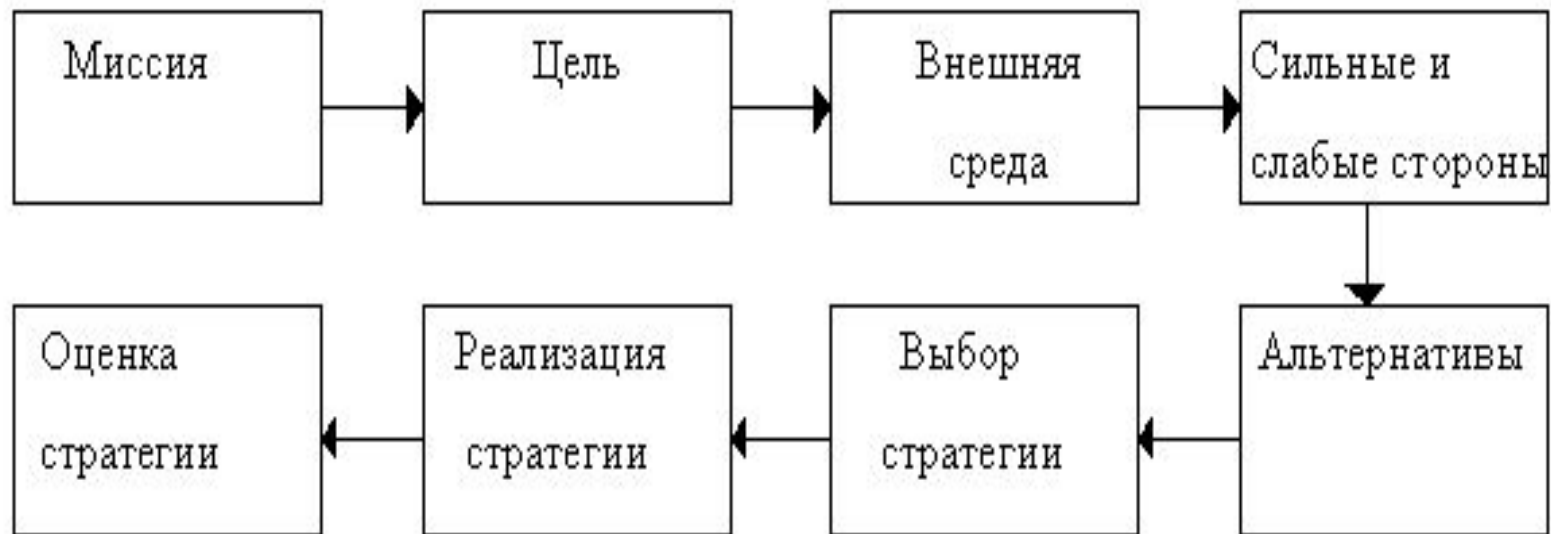 Миссия
Цель
Внешняя
среда
Сильные и
слабые стороны
Альтернативы
Выбор
стратегии
Реализация
стратегии
Оценка
стратегии